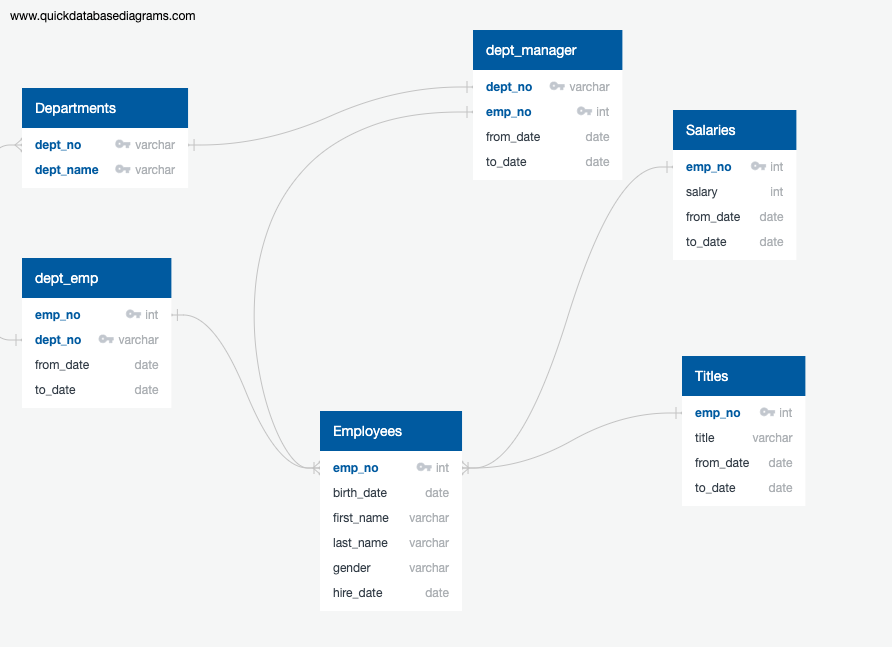 www.quickdatabasediagrams.com
dept_manager
dept_no varchar
emp_no int
from_date date
to_date date
Departments
dept_no varchar
dept_name varchar
Salaries
emp_no int
salary int
from_date date
to_date date
dept_emp
emp_no int
dept_no varchar
from_date date
to_date date
Titles
emp_no int
title varchar
from_date date
to_date date
Employees
emp_no int
birth_date date
first_name varchar
last_name varchar
gender varchar
hire_date date